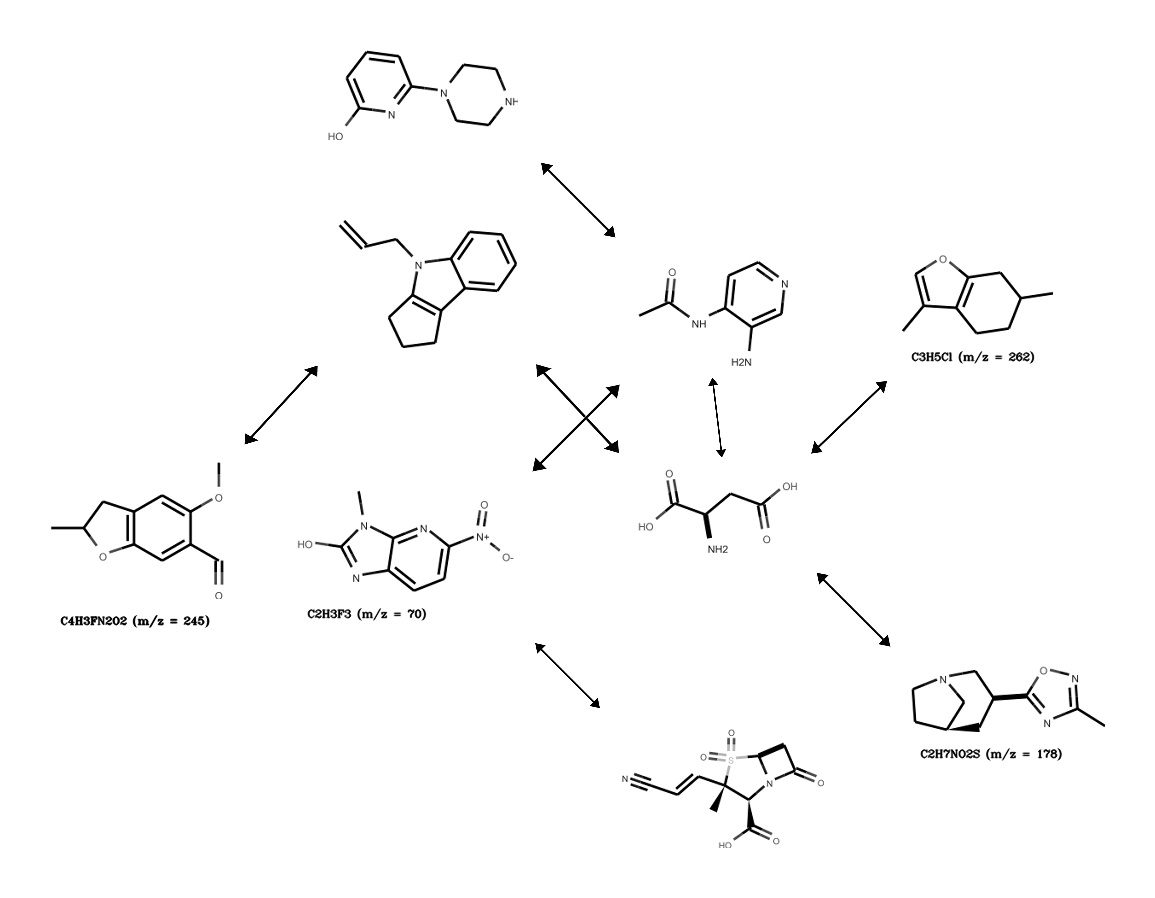 N
NH
N
HO
N
O
N
NH
H2N
O
C3H5Cl (m/z = 262)
O
O
O
C4H3FN2O2 (m/z = 245)
O
HO
N
N
N
N+
O-
C2H3F3 (m/z = 70)
O
OH
HO
O
NH2
O
N
N
N
C2H7NO2S (m/z = 178)
O
O
S
N
N
O
O
HO